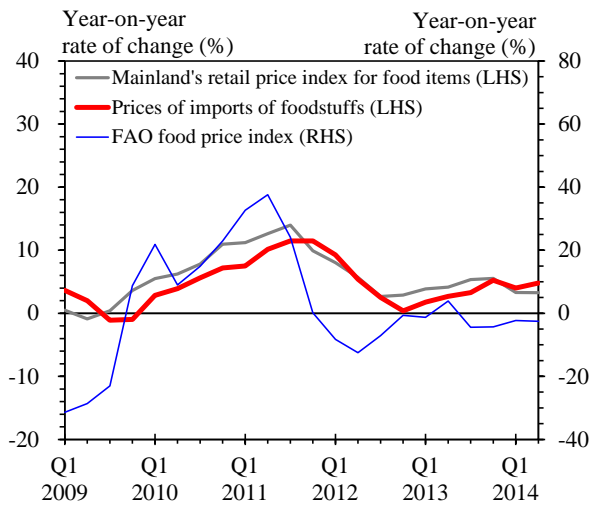 Year-on-year
rate of change (%)
Year-on-year
rate of change (%)
Mainland's retail price index for food items (LHS)
Prices of imports of foodstuffs (LHS)
FAO food price index (RHS)
40
30
20
10
0
-10
-20
80
60
40
20
0
-20
-40
Q1 Q1 Q1 Q1 Q1 Q1
2009 2010 2011 2012 2013 2014